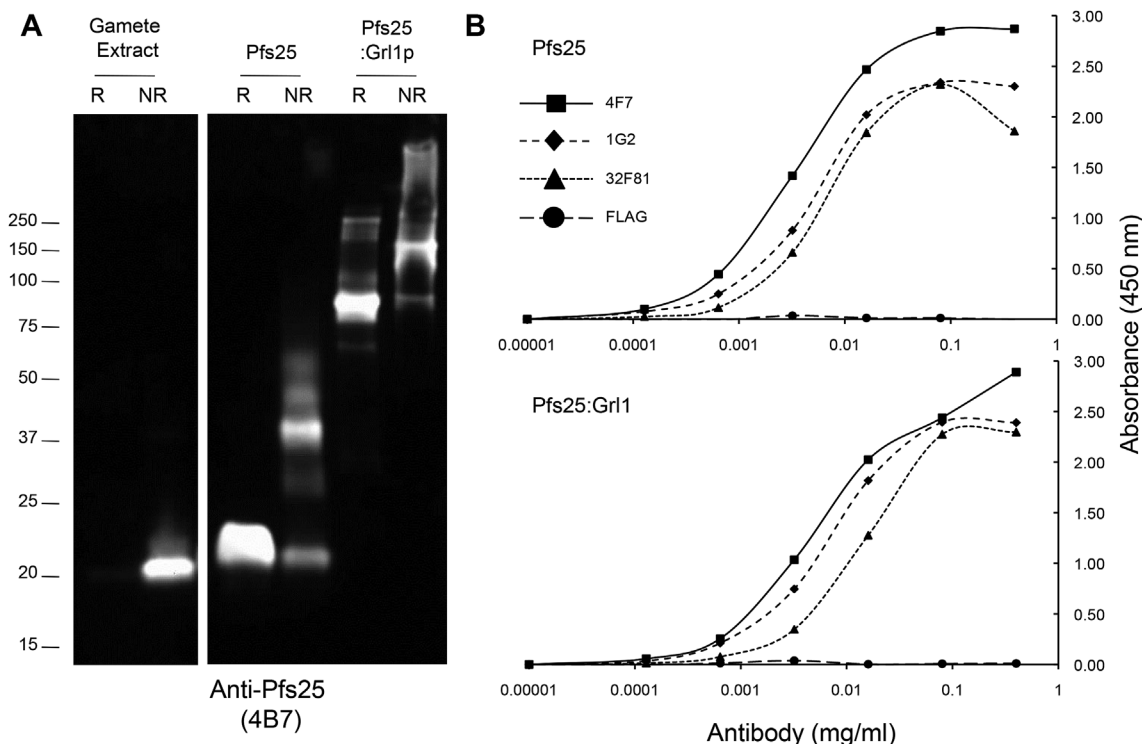 A
Gamete
Extract
Pfs25
Pfs25
:Grl1p
R NR R NR R NR
250
150
100
75
50
37
25
20
15
Anti-Pfs25
(4B7)
B
Pfs25
4F7
1G2
32F81
FLAG
3.00
2.50
2.00
1.50
1.00
0.50
0.00
0.00001 0.0001 0.001 0.01 0.1 1
Pfs25:Grl1
3.00
2.50
2.00
1.50
1.00
0.50
0.00
0.00001 0.0001 0.001 0.01 0.1 1
Antibody (mg/ml)
Absorbance (450 nm)